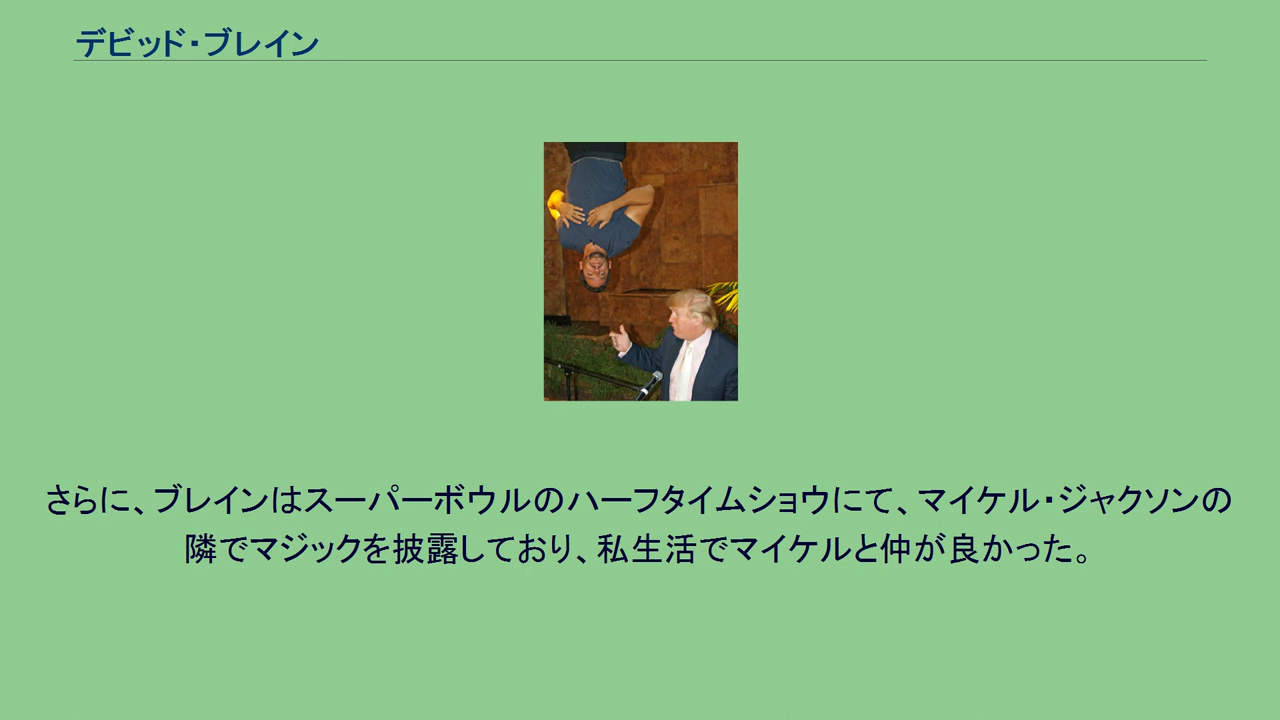 デビッド・ブレイン
さらに、ブレインはスーパーボウルのハーフタイムショウにて、マイケル・ジャクソンの
隣でマジックを披露しており、私生活でマイケルと仲が良かった。